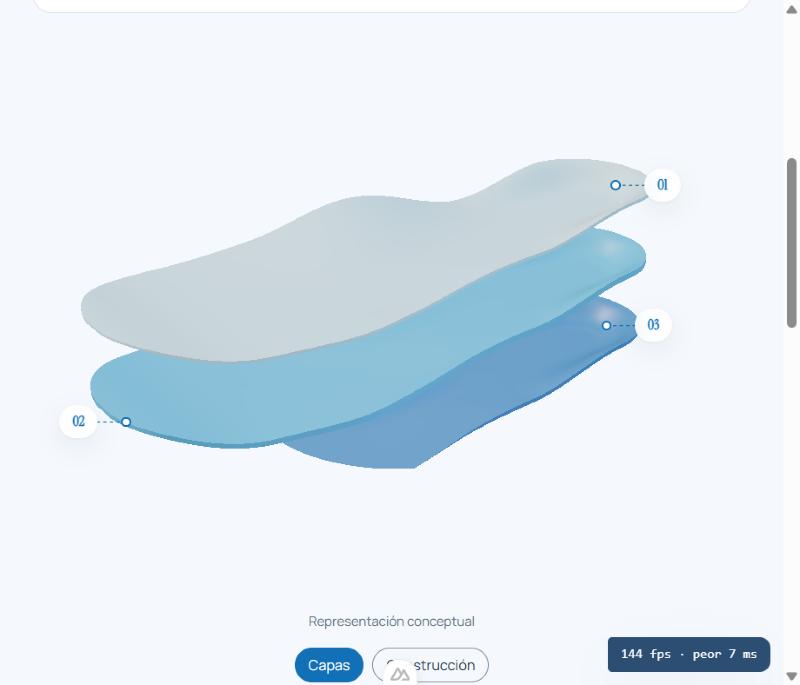 01
03
02
Representación conceptual
Capas
strucción
144 fps · peor 7 ms